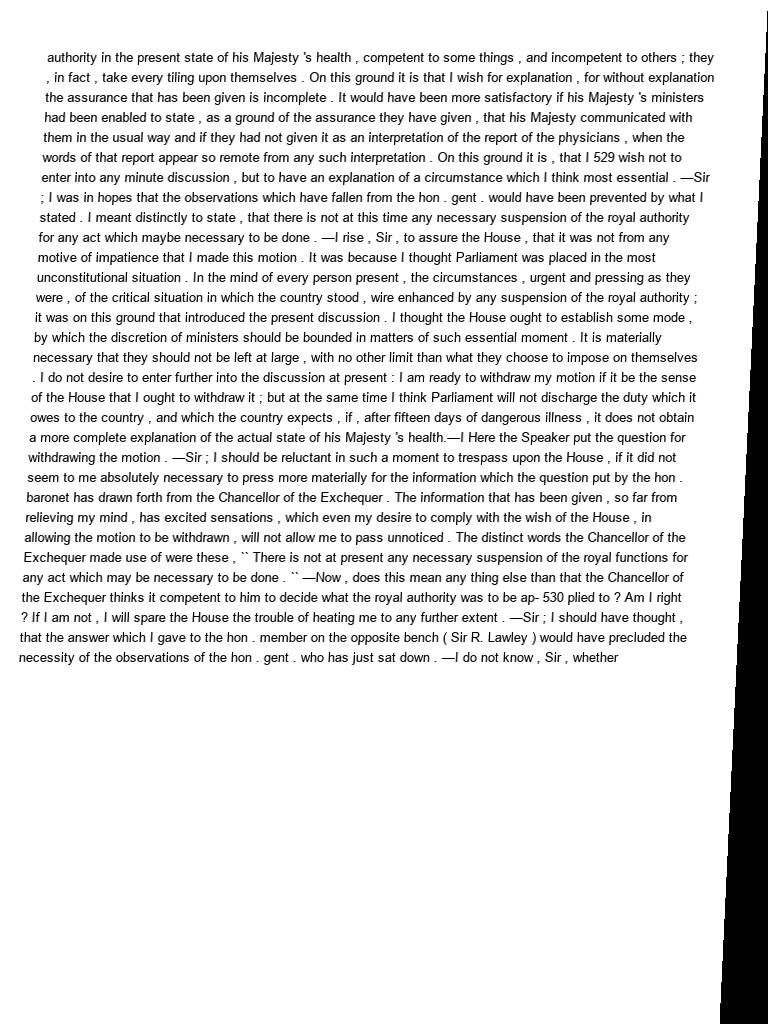 authority in the present state of his Majesty 's health , competent to some things , and incompetent to others ; they
, in fact , take every tiling upon themselves . On this ground it is that I wish for explanation , for without explanation
the assurance that has been given is incomplete . It would have been more satisfactory if his Majesty 's ministers
had been enabled to state , as a ground of the assurance they have given , that his Majesty communicated with
them in the usual way and if they had not given it as an interpretation of the report of the physicians , when the
words of that report appear so remote from any such interpretation . On this ground it is , that I 529 wish not to
enter into any minute discussion , but to have an explanation of a circumstance which I think most essential . —Sir
; I was in hopes that the observations which have fallen from the hon . gent . would have been prevented by what I
stated . I meant distinctly to state , that there is not at this time any necessary suspension of the royal authority
for any act which maybe necessary to be done . —I rise , Sir , to assure the House , that it was not from any
motive of impatience that I made this motion . It was because I thought Parliament was placed in the most
unconstitutional situation . In the mind of every person present , the circumstances , urgent and pressing as they
were , of the critical situation in which the country stood , wire enhanced by any suspension of the royal authority ;
it was on this ground that introduced the present discussion . I thought the House ought to establish some mode ,
by which the discretion of ministers should be bounded in matters of such essential moment . It is materially
necessary that they should not be left at large , with no other limit than what they choose to impose on themselves
. I do not desire to enter further into the discussion at present : I am ready to withdraw my motion if it be the sense
of the House that I ought to withdraw it ; but at the same time I think Parliament will not discharge the duty which it
owes to the country , and which the country expects , if , after fifteen days of dangerous illness , it does not obtain
a more complete explanation of the actual state of his Majesty 's health.—I Here the Speaker put the question for
withdrawing the motion . —Sir ; I should be reluctant in such a moment to trespass upon the House , if it did not
seem to me absolutely necessary to press more materially for the information which the question put by the hon .
baronet has drawn forth from the Chancellor of the Exchequer . The information that has been given , so far from
relieving my mind , has excited sensations , which even my desire to comply with the wish of the House , in
allowing the motion to be withdrawn , will not allow me to pass unnoticed . The distinct words the Chancellor of the
Exchequer made use of were these , `` There is not at present any necessary suspension of the royal functions for
any act which may be necessary to be done . `` —Now , does this mean any thing else than that the Chancellor of
the Exchequer thinks it competent to him to decide what the royal authority was to be ap- 530 plied to ? Am I right
? If I am not , I will spare the House the trouble of heating me to any further extent . —Sir ; I should have thought ,
that the answer which I gave to the hon . member on the opposite bench ( Sir R. Lawley ) would have precluded the
necessity of the observations of the hon . gent . who has just sat down . —I do not know , Sir , whether